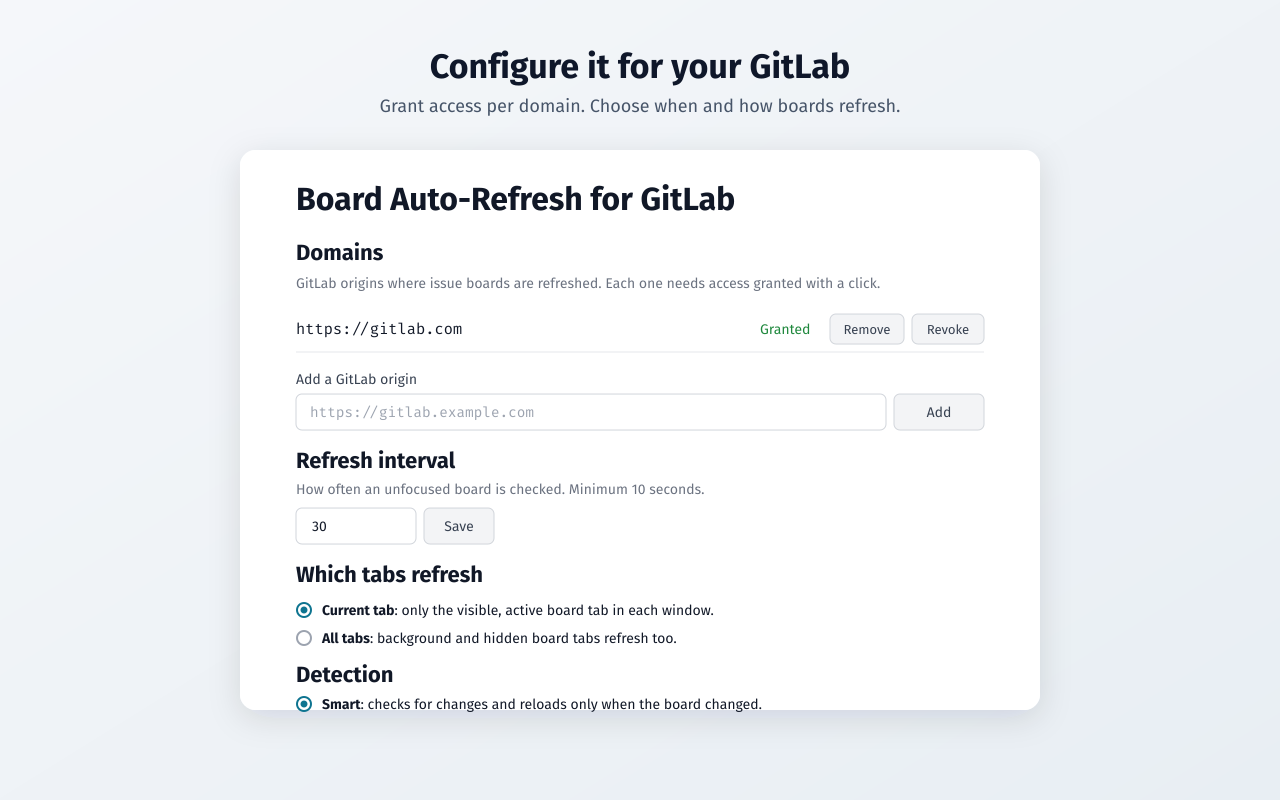 Configure it for your GitLab
Grant access per domain. Choose when and how boards refresh.
Board Auto-Refresh for GitLab
Domains
GitLab origins where issue boards are refreshed. Each one needs access granted with a click.
https://gitlab.com Granted Remove Revoke
Add a GitLab origin
https://gitlab.example.com Add
Refresh interval
How often an unfocused board is checked. Minimum 10 seconds.
30 Save
Which tabs refresh
Current tab: only the visible, active board tab in each window.
All tabs: background and hidden board tabs refresh too.
Detection
Smart: checks for changes and reloads only when the board changed.